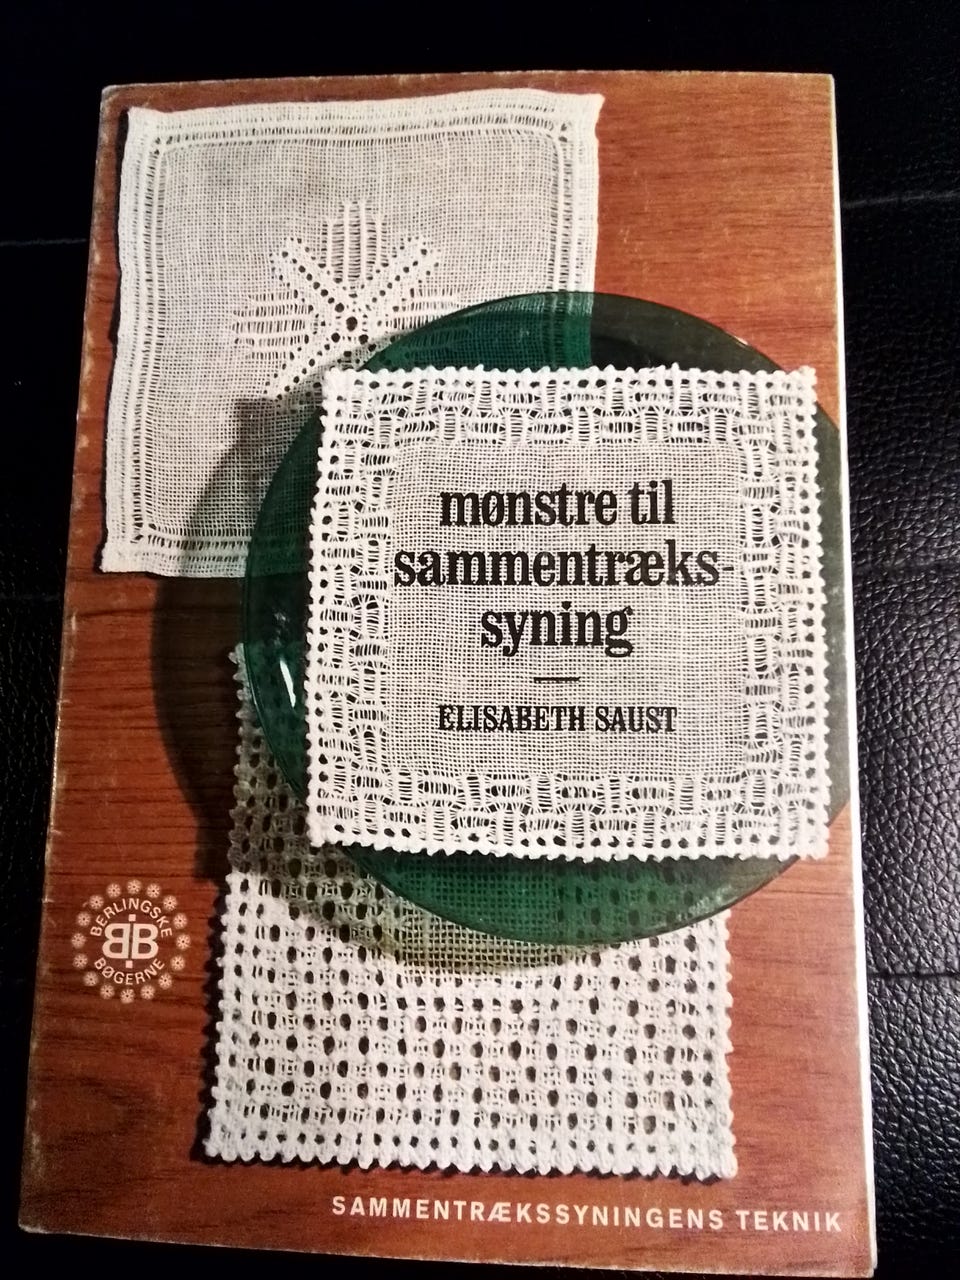 mønstre til
sammentræks-
syning
ELISABETH SAUST
BERLINGSKE
BB
BØGERNE
SAMMENTRÆKSSYNINGENS TEKNIK